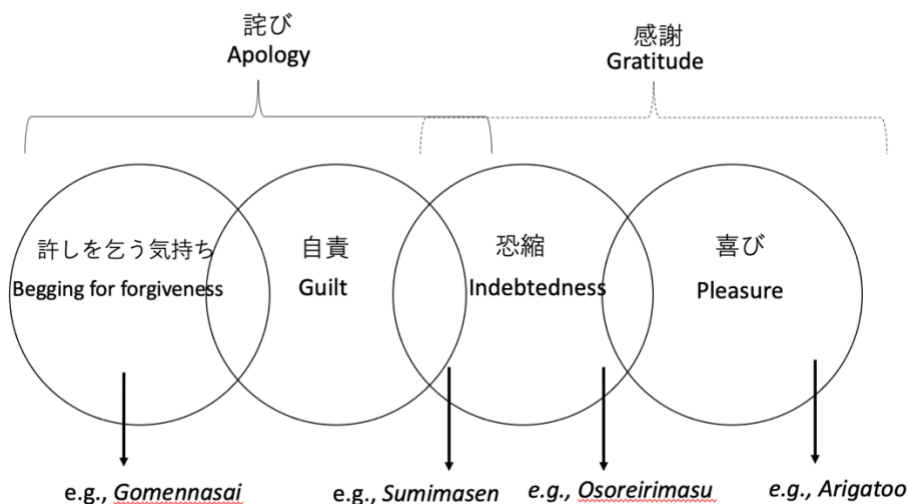 詫び
Apology
感謝
Gratitude
許しを乞う気持ち
Begging for forgiveness
自責
Guilt
恐縮
Indebtedness
喜び
Pleasure
e.g., Gomennasai
e.g., Sumimasen
e.g., Osoreirimasu
e.g., Arigatoo